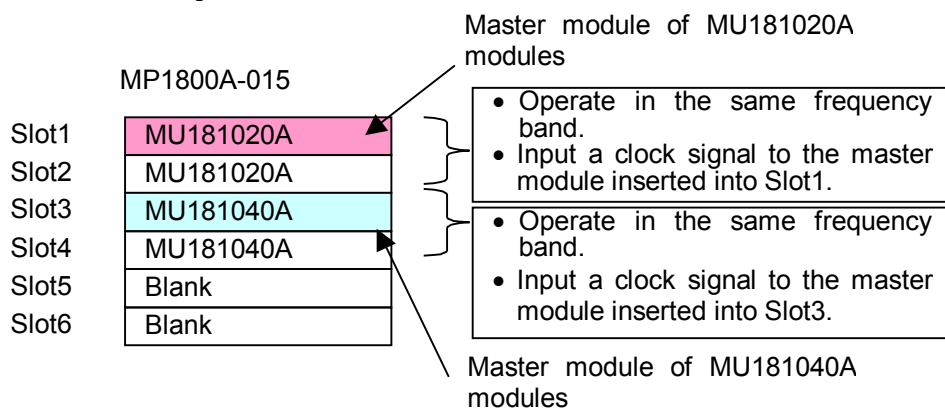 Master module of MU181020A
modules
MP1800A-015
Slot1 MU181020A
Slot2 MU181020A
Slot3 MU181040A
Slot4 MU181040A
Slot5 Blank
Slot6 Blank
• Operate in the same frequency
band.
• Input a clock signal to the master
module inserted into Slot1.
• Operate in the same frequency
band.
• Input a clock signal to the master
module inserted into Slot3.
Master module of MU181040A
modules